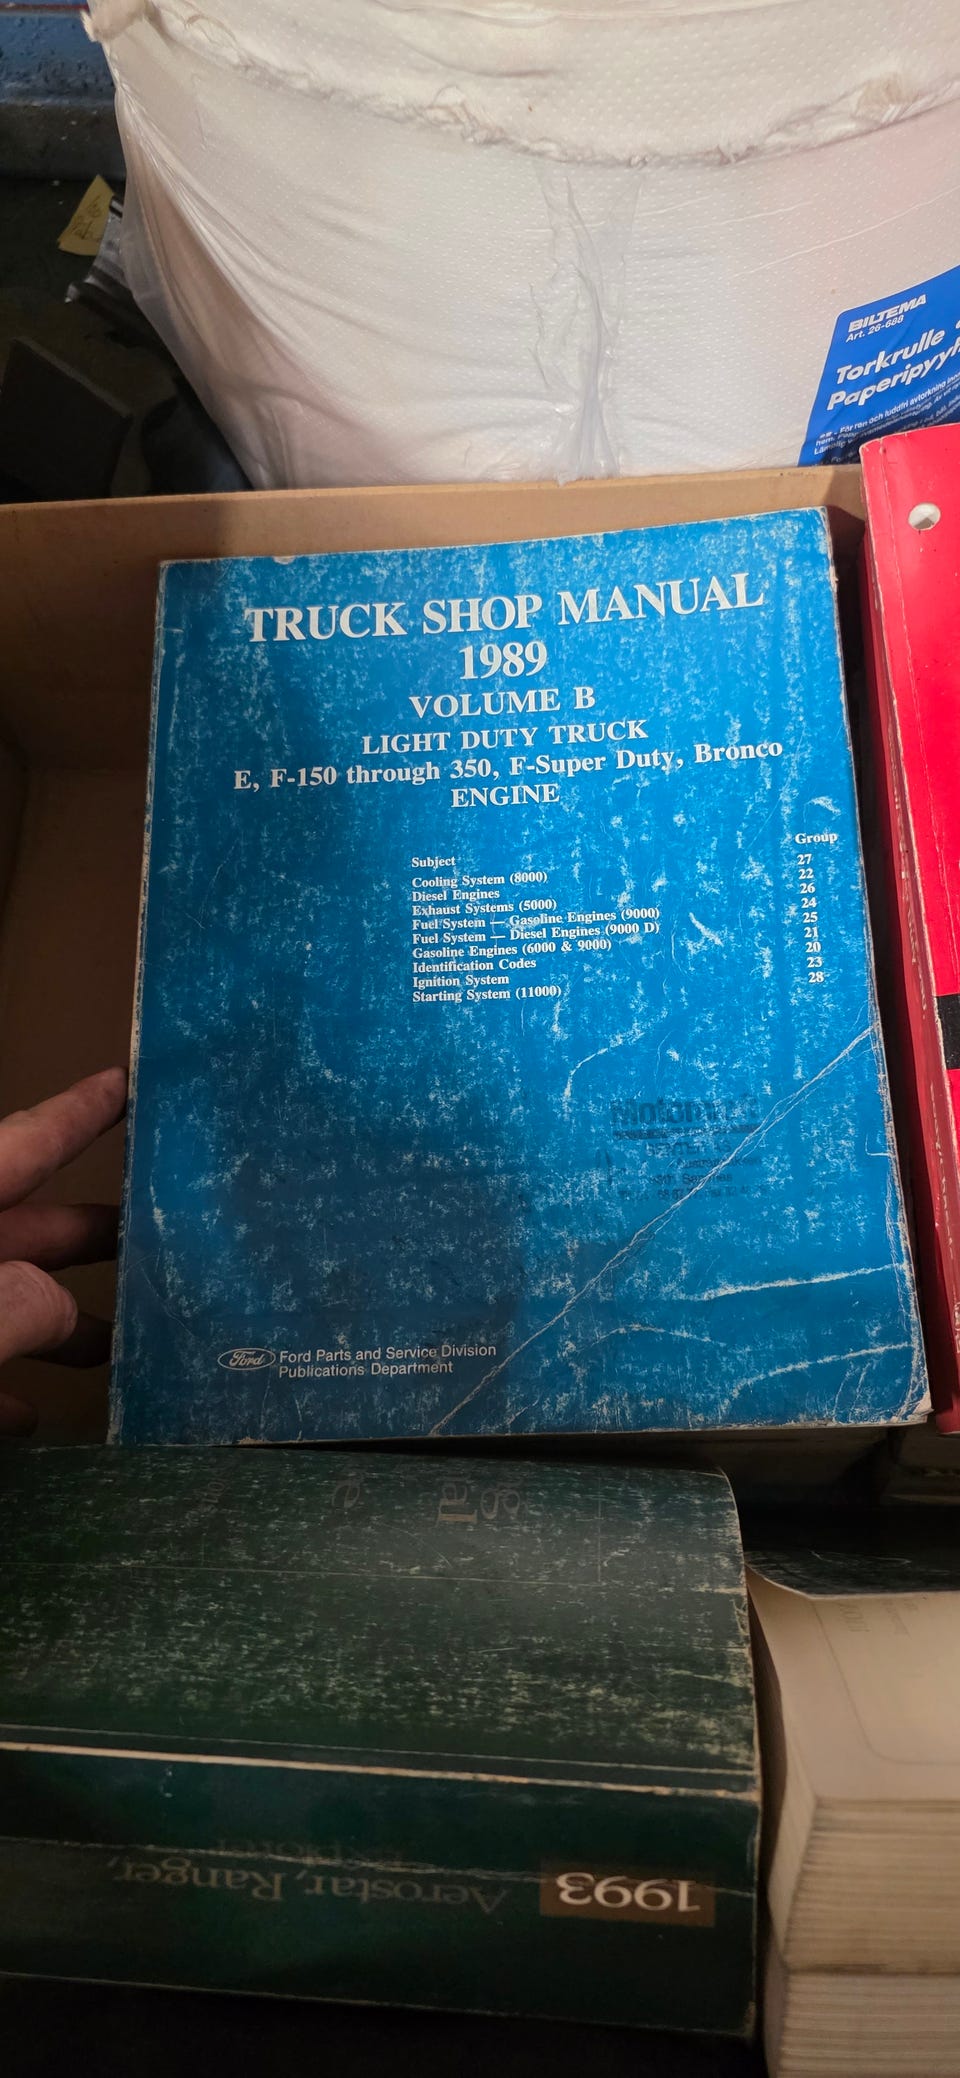 BILTEMA
Art. 26-688
Torkrulle
TRUCK SHOP MANUAL
1989
VOLUME B
LIGHT DUTY TRUCK
E, F-150 through 350, F-Super Duty, Bronco
ENGINE
Subject Group
Cooling System (8000) 27
Diesel Engines 22
Exhaust Systems (5000) 26
Fuel System — Gasoline Engines (9000) 24
Fuel System — Diesel Engines (9000 D) 25
Gasoline Engines (6000 & 9000) 21
Identification Codes 20
Ignition System 23
Starting System (11000) 28
Ford
Ford Parts and Service Division
Publications Department
1993
Aerostar, Ranger,
Explorer